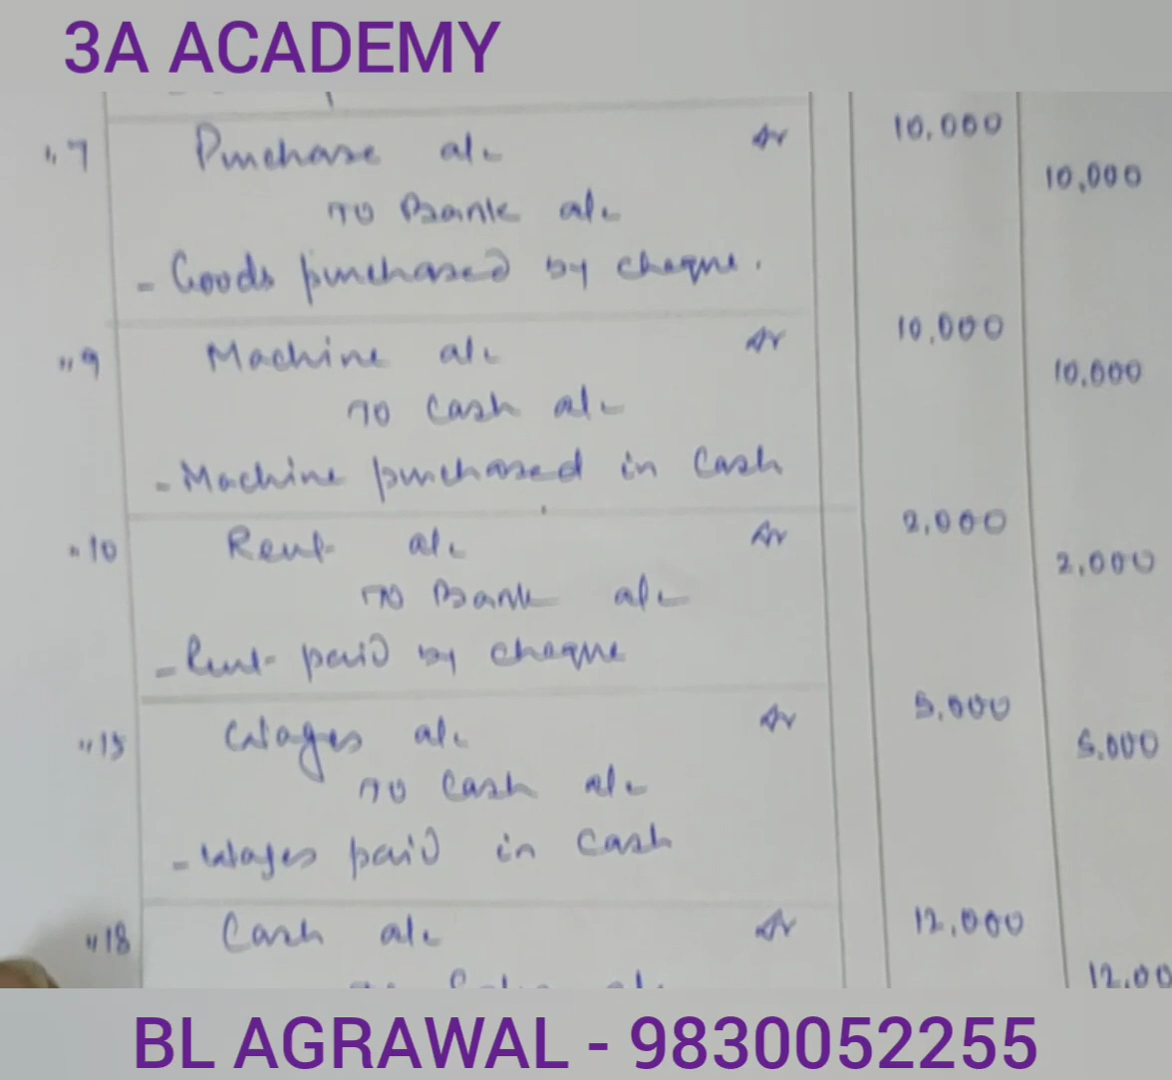 3A ACADEMY
"7 Purchase a/c Dr 10,000
To Bank a/c 10,000
- Goods purchased by cheque.
"9 Machine a/c Dr 10,000
To Cash a/c 10,000
- Machine purchased in Cash
"10 Rent a/c Dr 2,000
To Bank a/c 2,000
- Rent paid by cheque
"15 Wages a/c Dr 5,000
To Cash a/c 5,000
- Wages paid in Cash
"18 Cash a/c Dr 12,000
12,00
BL AGRAWAL - 9830052255